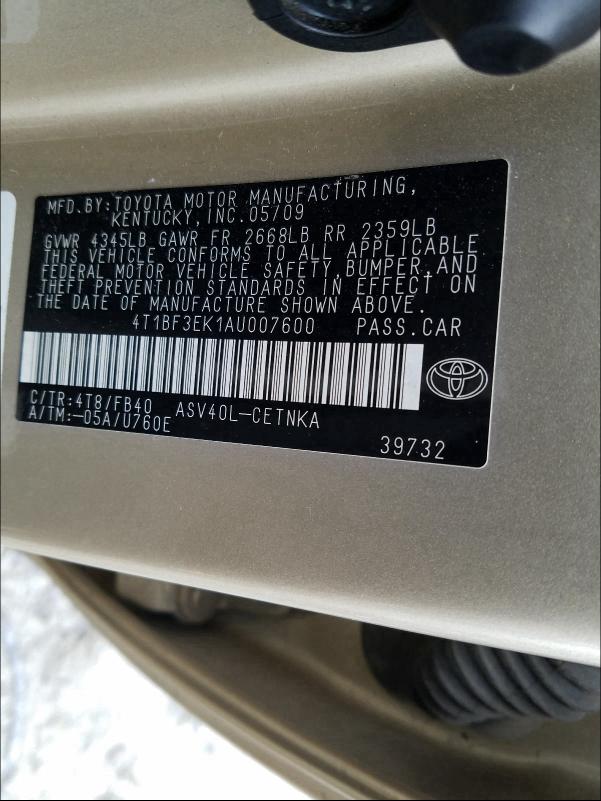 MFD.BY:TOYOTA MOTOR MANUFACTURING,
KENTUCKY,INC.05/09
GVWR 4345LB GAWR FR 2668LB RR 2359LB
THIS VEHICLE CONFORMS TO ALL APPLICABLE
FEDERAL MOTOR VEHICLE SAFETY,BUMPER,AND
THEFT PREVENTION STANDARDS IN EFFECT ON
THE DATE OF MANUFACTURE SHOWN ABOVE.
4T1BF3EK1AU007600 PASS.CAR
C/TR:4T8/FB40 ASV40L-CETNKA
A/TM:-05A/U760E
39732